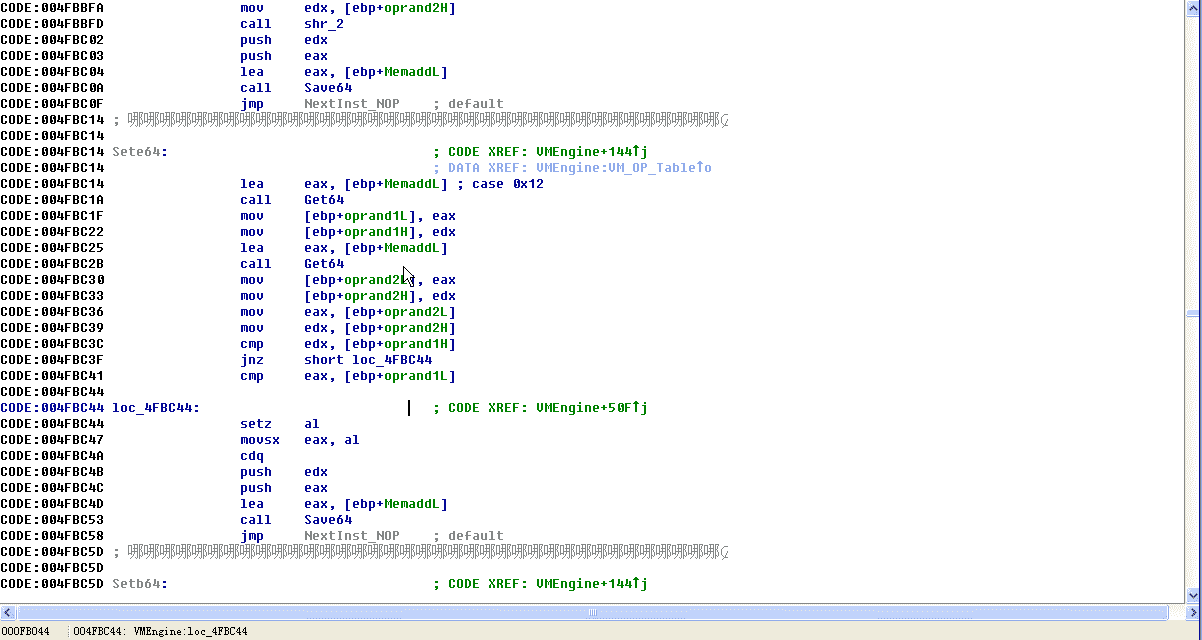 CODE:004FBBFA mov edx, [ebp+oprand2H]
CODE:004FBBFD call shr_2
CODE:004FBC02 push edx
CODE:004FBC03 push eax
CODE:004FBC04 lea eax, [ebp+MemaddL]
CODE:004FBC0A call Save64
CODE:004FBC0F jmp NextInst_NOP ; default
CODE:004FBC14 ;
CODE:004FBC14
CODE:004FBC14 Sete64: ; CODE XREF: VMEngine+144↑j
CODE:004FBC14 ; DATA XREF: VMEngine:VM_OP_Table↑o
CODE:004FBC14 lea eax, [ebp+MemaddL] ; case 0x12
CODE:004FBC1A call Get64
CODE:004FBC1F mov [ebp+oprand1L], eax
CODE:004FBC22 mov [ebp+oprand1H], edx
CODE:004FBC25 lea eax, [ebp+MemaddL]
CODE:004FBC2B call Get64
CODE:004FBC30 mov [ebp+oprand2L], eax
CODE:004FBC33 mov [ebp+oprand2H], edx
CODE:004FBC36 mov eax, [ebp+oprand2L]
CODE:004FBC39 mov edx, [ebp+oprand2H]
CODE:004FBC3C cmp edx, [ebp+oprand1H]
CODE:004FBC3F jnz short loc_4FBC44
CODE:004FBC41 cmp eax, [ebp+oprand1L]
CODE:004FBC44
CODE:004FBC44 loc_4FBC44: ; CODE XREF: VMEngine+50F↑j
CODE:004FBC44 setz al
CODE:004FBC47 movsx eax, al
CODE:004FBC4A cdq
CODE:004FBC4B push edx
CODE:004FBC4C push eax
CODE:004FBC4D lea eax, [ebp+MemaddL]
CODE:004FBC53 call Save64
CODE:004FBC58 jmp NextInst_NOP ; default
CODE:004FBC5D ;
CODE:004FBC5D
CODE:004FBC5D Setb64: ; CODE XREF: VMEngine+144↑j
000FB044 004FBC44: VMEngine:loc_4FBC44